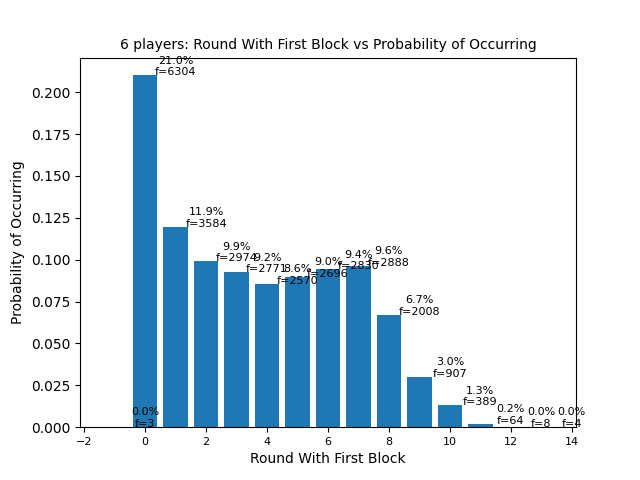 6 players: Round With First Block vs Probability of Occurring
Probability of Occurring
0.200
0.175
0.150
0.125
0.100
0.075
0.050
0.025
0.000
0.0%
f=3
21.0%
f=6304
11.9%
f=3584
9.9%
f=2974
9.2%
f=2771
8.6%
f=2570
9.0%
f=2696
9.4%
f=2830
9.6%
f=2888
6.7%
f=2008
3.0%
f=907
1.3%
f=389
0.2%
f=64
0.0%
f=8
0.0%
f=4
−2
0
2
4
6
8
10
12
14
Round With First Block